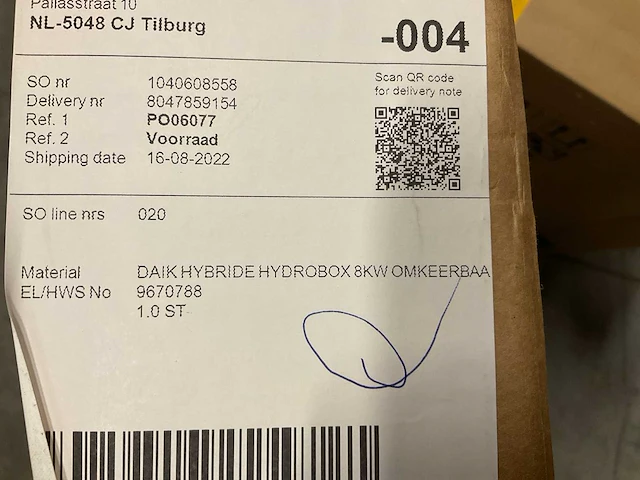 Pallasstraat 10
NL-5048 CJ Tilburg
-004
SO nr 1040608558
Delivery nr 8047859154
Ref. 1 PO06077
Ref. 2 Voorraad
Shipping date 16-08-2022
Scan QR code
for delivery note
SO line nrs 020
Material DAIK HYBRIDE HYDROBOX 8KW OMKEERBAA
EL/HWS No 9670788
1.0 ST